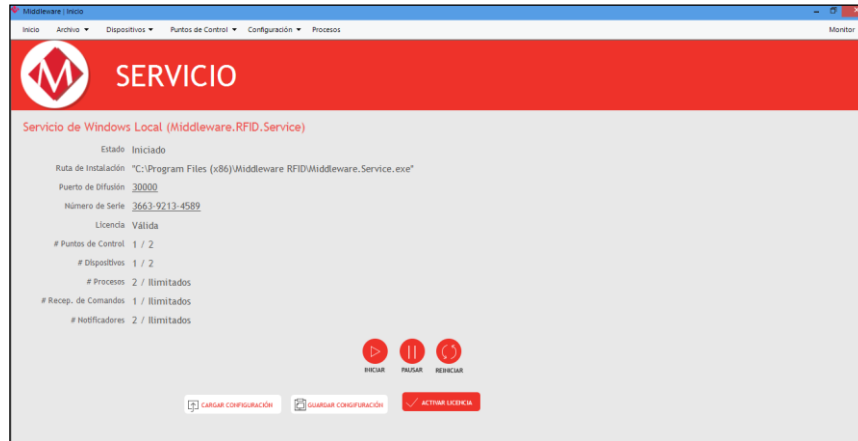 Middleware | Inicio
Inicio Archivo Dispositivos Puntos de Control Configuración Procesos Monitor
M SERVICIO
Servicio de Windows Local (Middleware.RFID.Service)
Estado Iniciado
Ruta de Instalación "C:\Program Files (x86)\Middleware RFID\Middleware.Service.exe"
Puerto de Difusión 30000
Número de Serie 3663-9213-4589
Licencia Válida
# Puntos de Control 1 / 2
# Dispositivos 1 / 2
# Procesos 2 / Ilimitados
# Recep. de Comandos 1 / Ilimitados
# Notificadores 2 / Ilimitados
INICIAR PAUSAR REINICIAR
CARGAR CONFIGURACIÓN GUARDAR CONGIFURACIÓN ACTIVAR LICENCIA